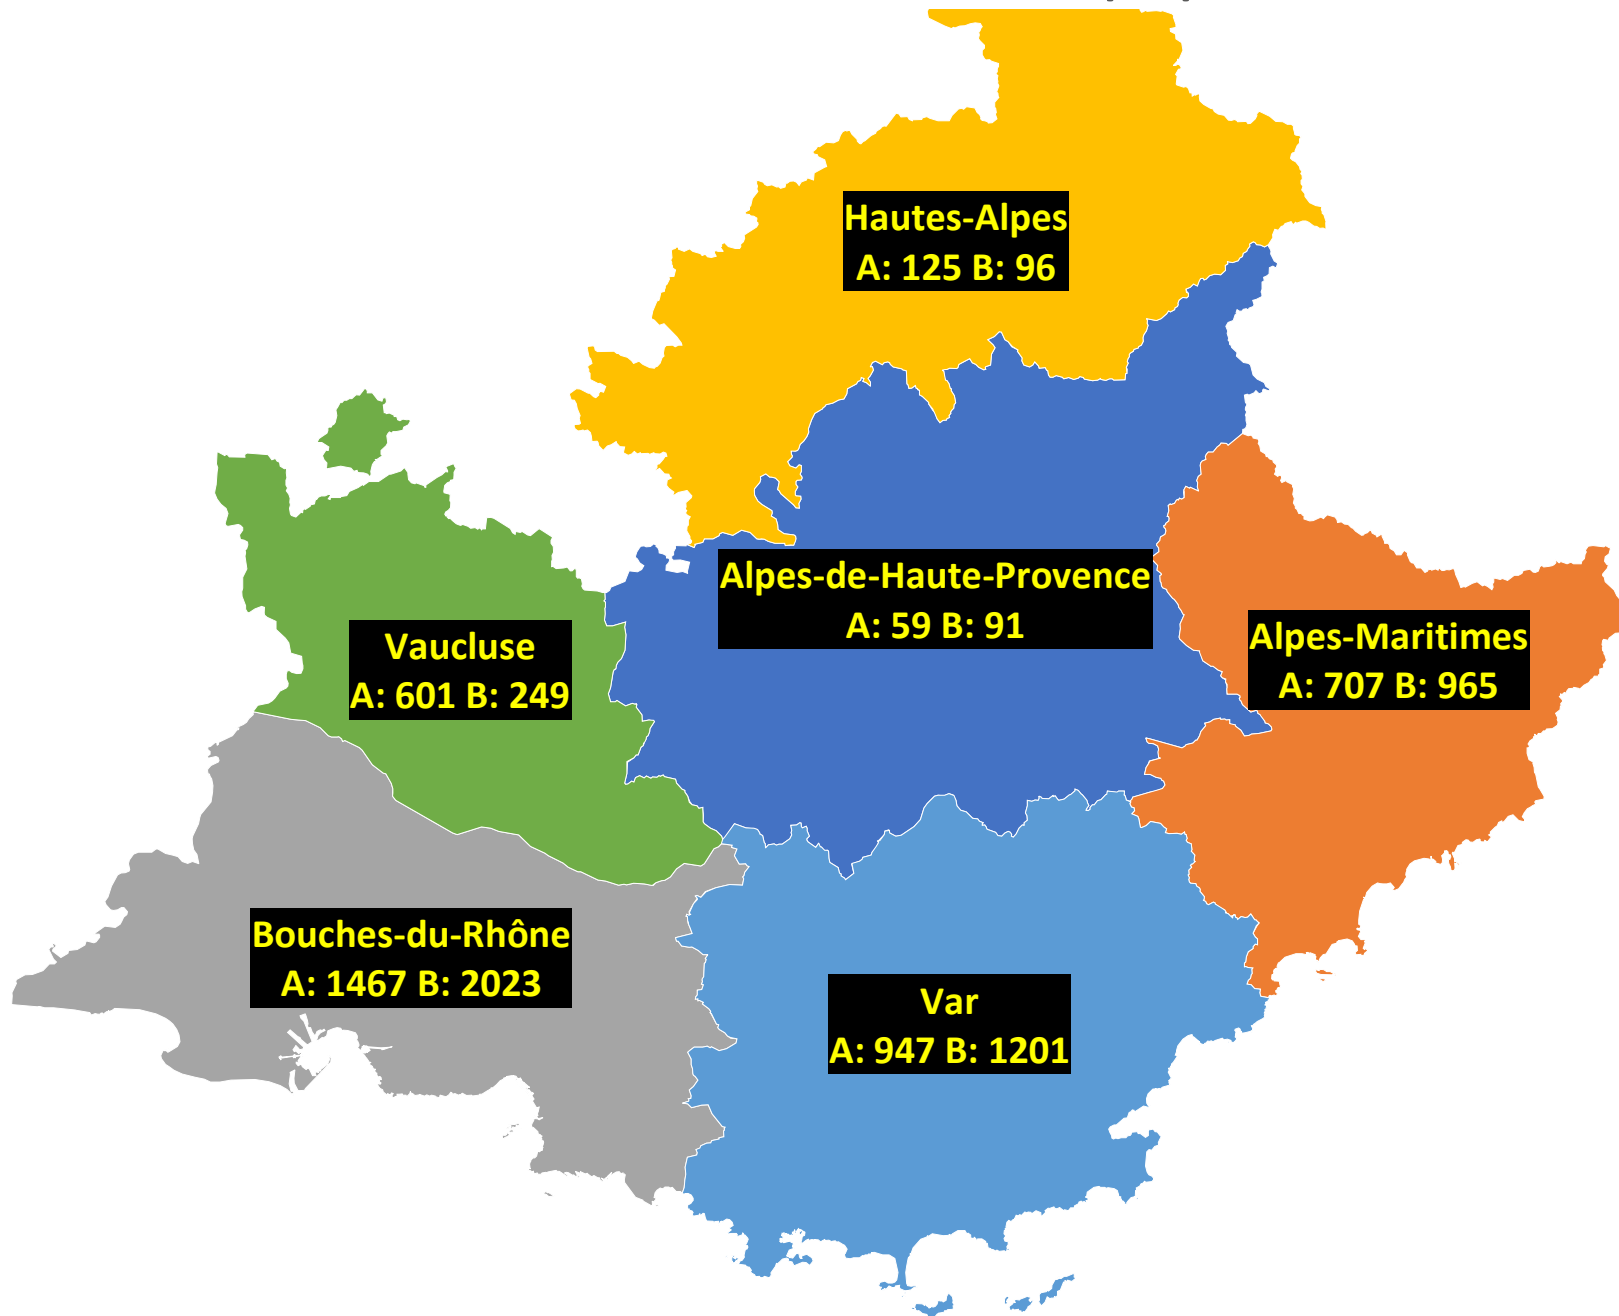 Hautes-Alpes
A: 125 B: 96
Alpes-de-Haute-Provence
A: 59 B: 91
Alpes-Maritimes
A: 707 B: 965
Vaucluse
A: 601 B: 249
Bouches-du-Rhône
A: 1467 B: 2023
Var
A: 947 B: 1201